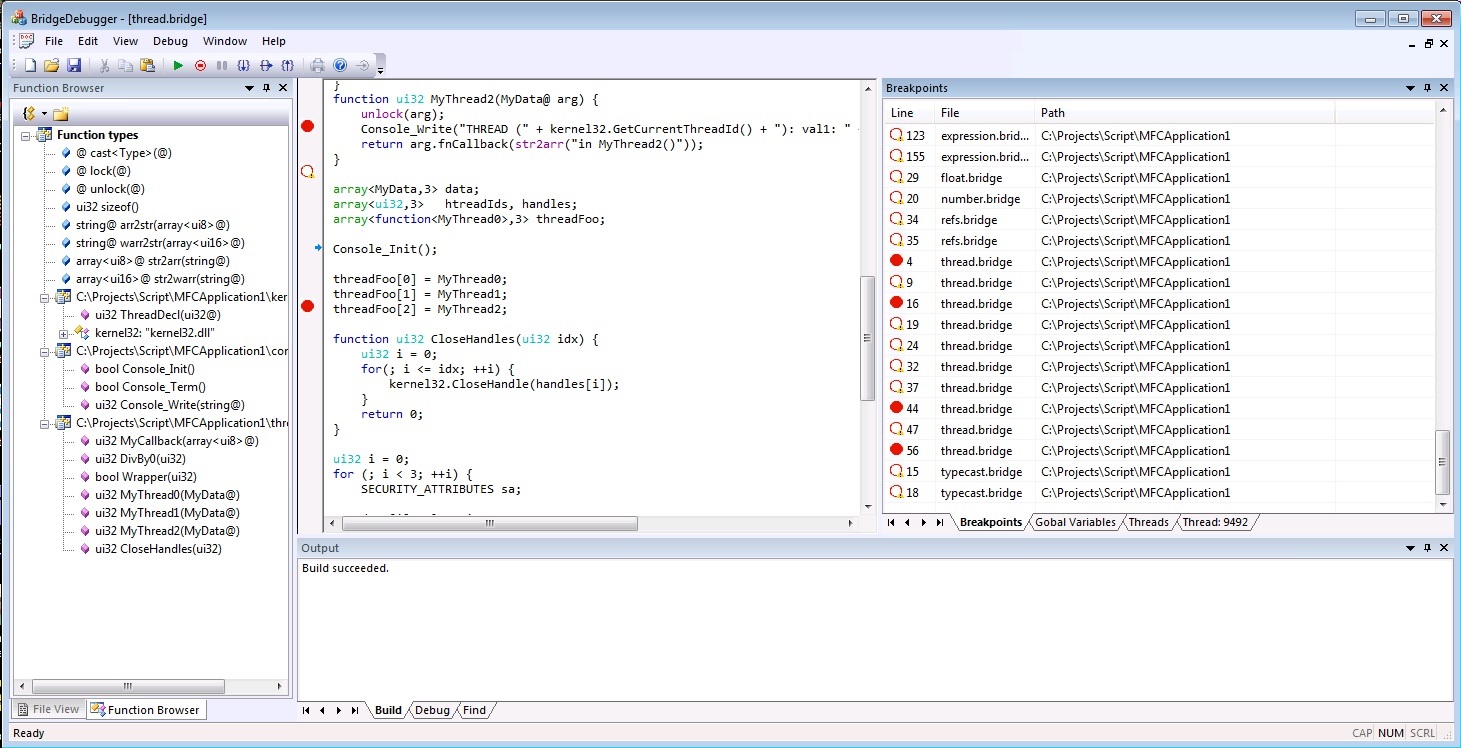 BridgeDebugger - [thread.bridge]
File Edit View Debug Window Help
Function Browser
Function types
@ cast<Type>(@)
@ lock(@)
@ unlock(@)
ui32 sizeof()
string@ arr2str(array<ui8>@)
string@ warr2str(array<ui16>@)
array<ui8>@ str2arr(string@)
array<ui16>@ str2warr(string@)
C:\Projects\Script\MFCApplication1\ker
ui32 ThreadDecl(ui32@)
kernel32: "kernel32.dll"
C:\Projects\Script\MFCApplication1\cor
bool Console_Init()
bool Console_Term()
ui32 Console_Write(string@)
C:\Projects\Script\MFCApplication1\thre
ui32 MyCallback(array<ui8>@)
ui32 DivBy0(ui32)
bool Wrapper(ui32)
ui32 MyThread0(MyData@)
ui32 MyThread1(MyData@)
ui32 MyThread2(MyData@)
ui32 CloseHandles(ui32)
File View Function Browser
}
function ui32 MyThread2(MyData@ arg) {
unlock(arg);
Console_Write("THREAD (" + kernel32.GetCurrentThreadId() + "): val1: "
return arg.fnCallback(str2arr("in MyThread2()"));
}
array<MyData,3> data;
array<ui32,3> htreadIds, handles;
array<function<MyThread0>,3> threadFoo;
Console_Init();
threadFoo[0] = MyThread0;
threadFoo[1] = MyThread1;
threadFoo[2] = MyThread2;
function ui32 CloseHandles(ui32 idx) {
ui32 i = 0;
for(; i <= idx; ++i) {
kernel32.CloseHandle(handles[i]);
}
return 0;
}
ui32 i = 0;
for (; i < 3; ++i) {
SECURITY_ATTRIBUTES sa;
Breakpoints
Line File Path
123 expression.brid... C:\Projects\Script\MFCApplication1
155 expression.brid... C:\Projects\Script\MFCApplication1
29 float.bridge C:\Projects\Script\MFCApplication1
20 number.bridge C:\Projects\Script\MFCApplication1
34 refs.bridge C:\Projects\Script\MFCApplication1
35 refs.bridge C:\Projects\Script\MFCApplication1
4 thread.bridge C:\Projects\Script\MFCApplication1
9 thread.bridge C:\Projects\Script\MFCApplication1
16 thread.bridge C:\Projects\Script\MFCApplication1
19 thread.bridge C:\Projects\Script\MFCApplication1
24 thread.bridge C:\Projects\Script\MFCApplication1
32 thread.bridge C:\Projects\Script\MFCApplication1
37 thread.bridge C:\Projects\Script\MFCApplication1
44 thread.bridge C:\Projects\Script\MFCApplication1
47 thread.bridge C:\Projects\Script\MFCApplication1
56 thread.bridge C:\Projects\Script\MFCApplication1
15 typecast.bridge C:\Projects\Script\MFCApplication1
18 typecast.bridge C:\Projects\Script\MFCApplication1
Breakpoints Gobal Variables Threads Thread: 9492
Output
Build succeeded.
Build Debug Find
Ready
CAP NUM SCRL